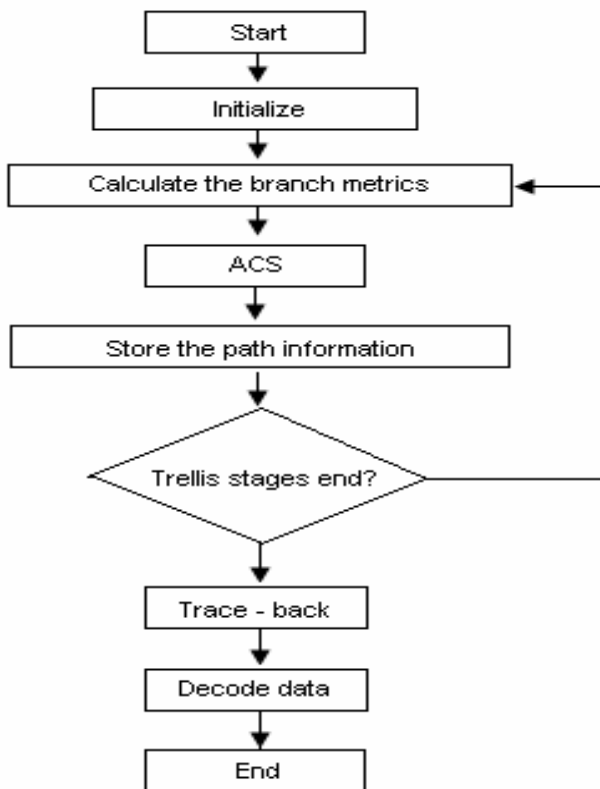 Start
Initialize
Calculate the branch metrics
ACS
Store the path information
Trellis stages end?
Trace - back
Decode data
End